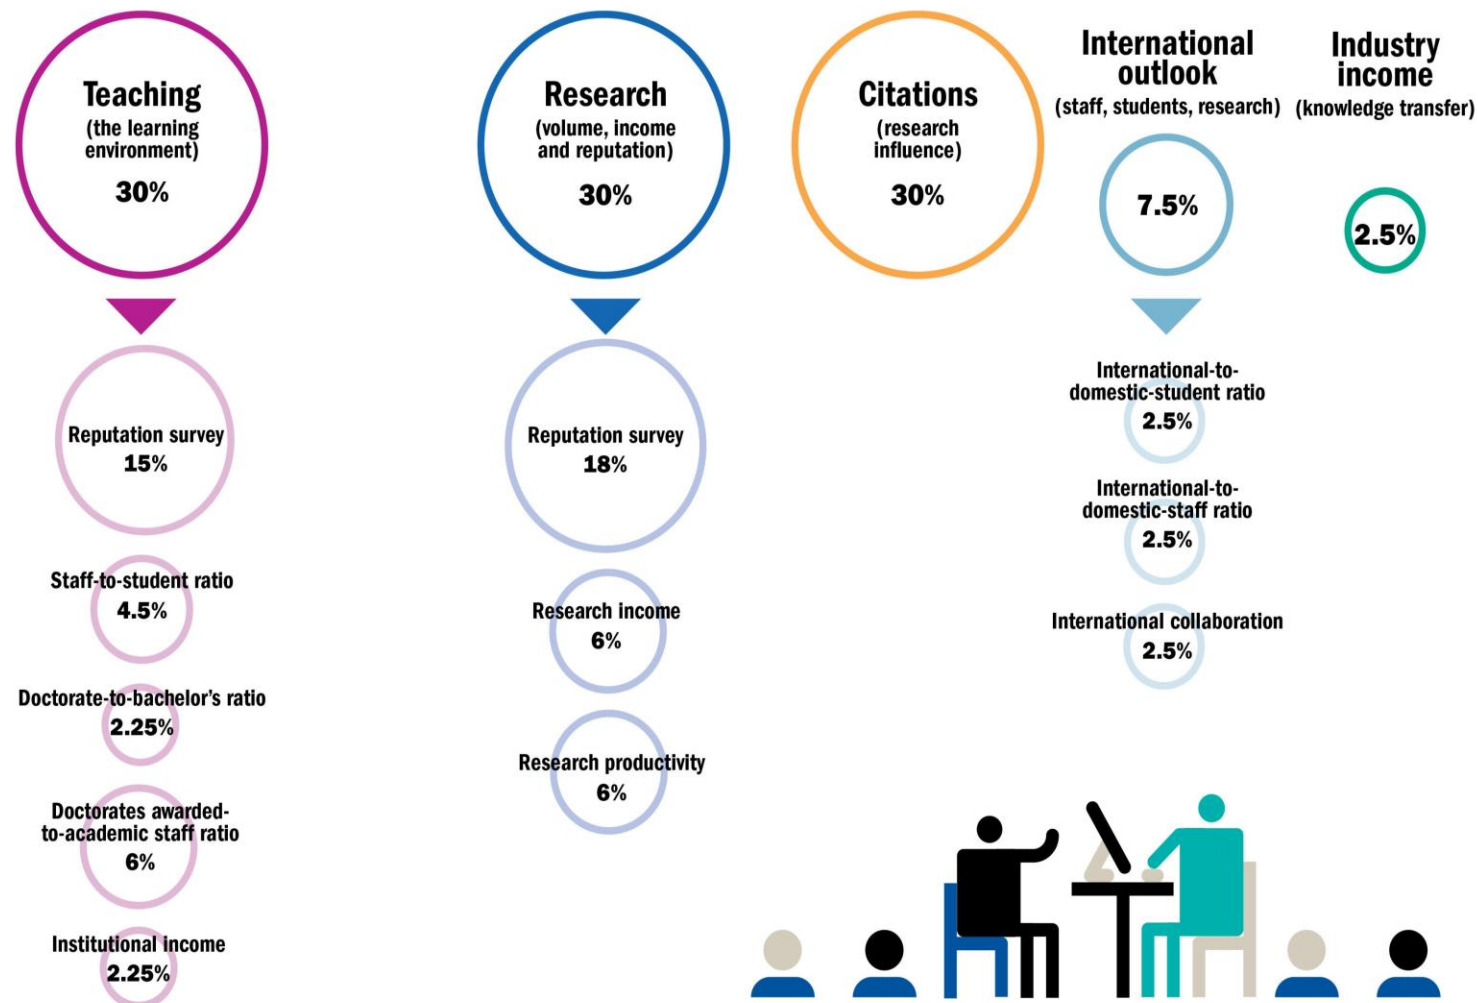 Teaching
(the learning
environment)
30%
Reputation survey
15%
Staff-to-student ratio
4.5%
Doctorate-to-bachelor’s ratio
2.25%
Doctorates awarded-
to-academic staff ratio
6%
Institutional income
2.25%
Research
(volume, income
and reputation)
30%
Reputation survey
18%
Research income
6%
Research productivity
6%
Citations
(research
influence)
30%
International
outlook
(staff, students, research)
7.5%
International-to-
domestic-student ratio
2.5%
International-to-
domestic-staff ratio
2.5%
International collaboration
2.5%
Industry
income
(knowledge transfer)
2.5%